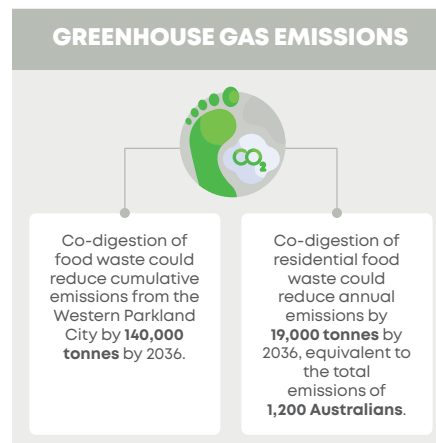 GREENHOUSE GAS EMISSIONS
CO2
Co-digestion of
food waste could
reduce cumulative
emissions from the
Western Parkland
City by 140,000
tonnes by 2036.
Co-digestion of
residential food
waste could
reduce annual
emissions by
19,000 tonnes by
2036, equivalent to
the total
emissions of
1,200 Australians.